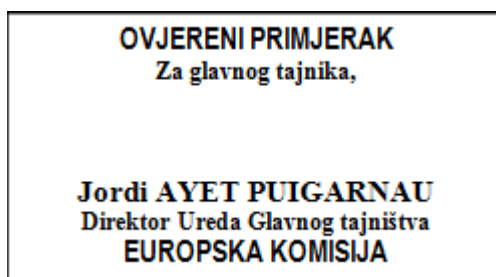 OVJERENI PRIMJERAK
Za glavnog tajnika,
Jordi AYET PUIGARNAU
Direktor Ureda Glavnog tajništva
EUROPSKA KOMISIJA